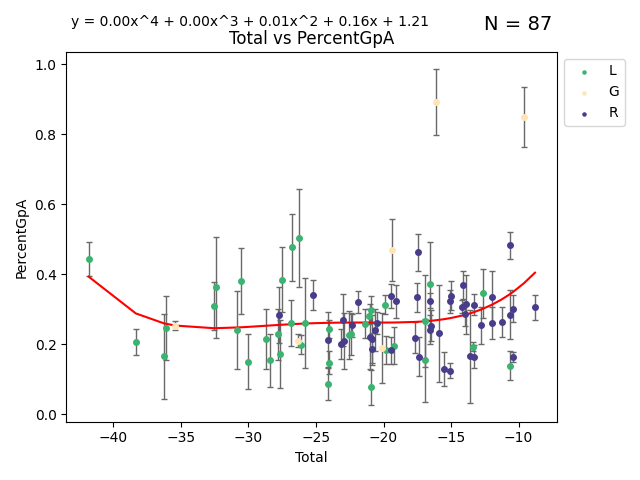 y = 0.00x^4 + 0.00x^3 + 0.01x^2 + 0.16x + 1.21
N = 87
Total vs PercentGpA
L
G
R
PercentGpA
1.0
0.8
0.6
0.4
0.2
0.0
−40
−35
−30
−25
−20
−15
−10
Total